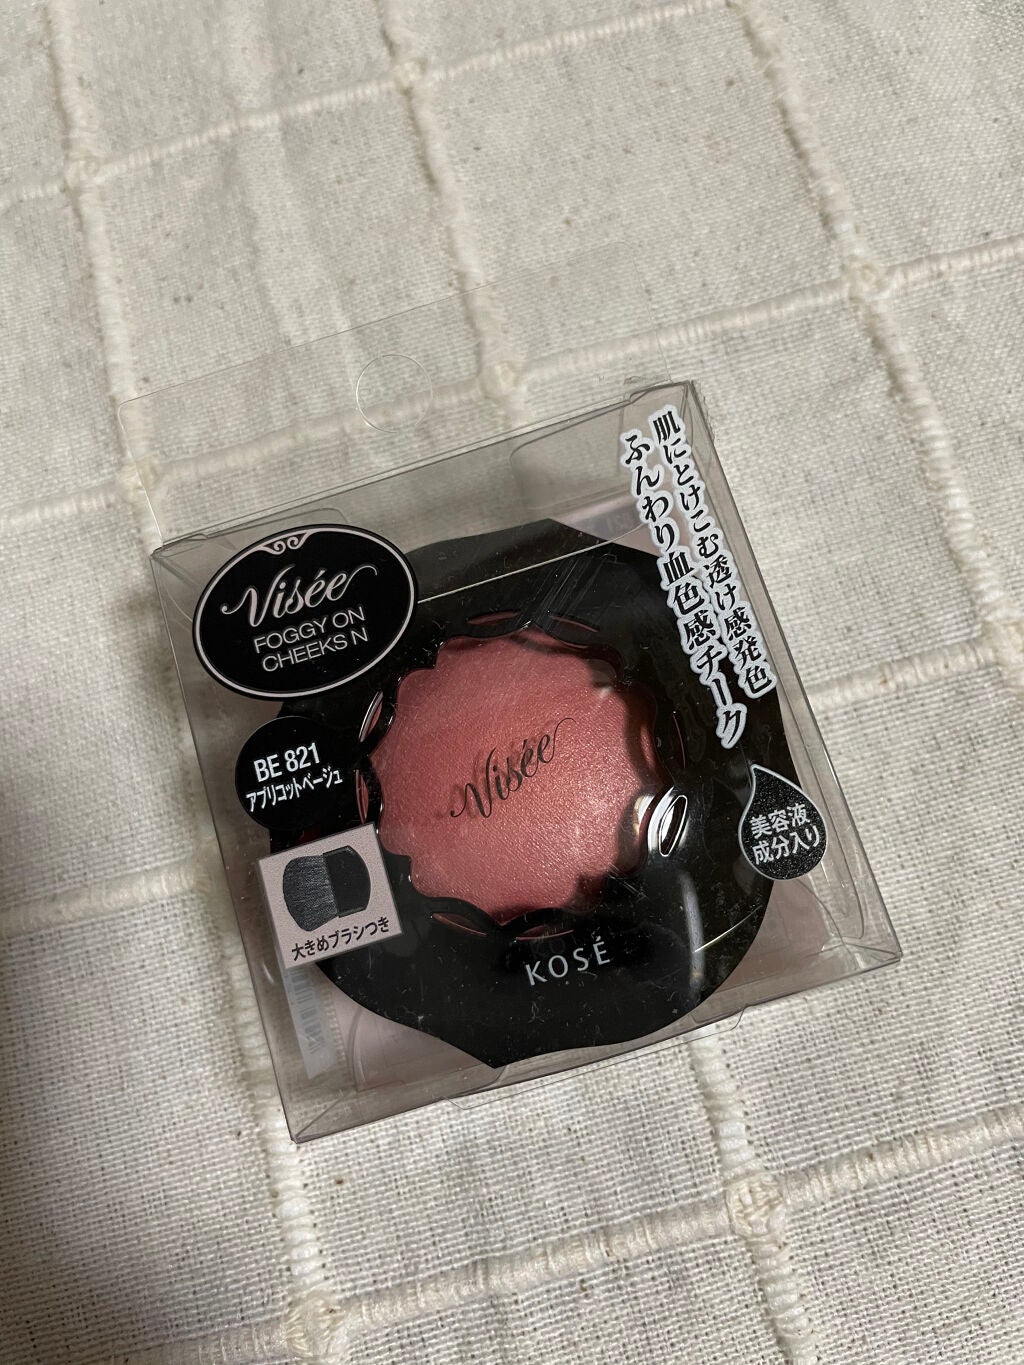 Visée
FOGGY ON
CHEEKS N
BE 821
アプリコットベージュ
大きめブラシつき
肌にとけこむ透け感発色
ふんわり血色感チーク
美容液
成分入り
Visée
KOSÉ